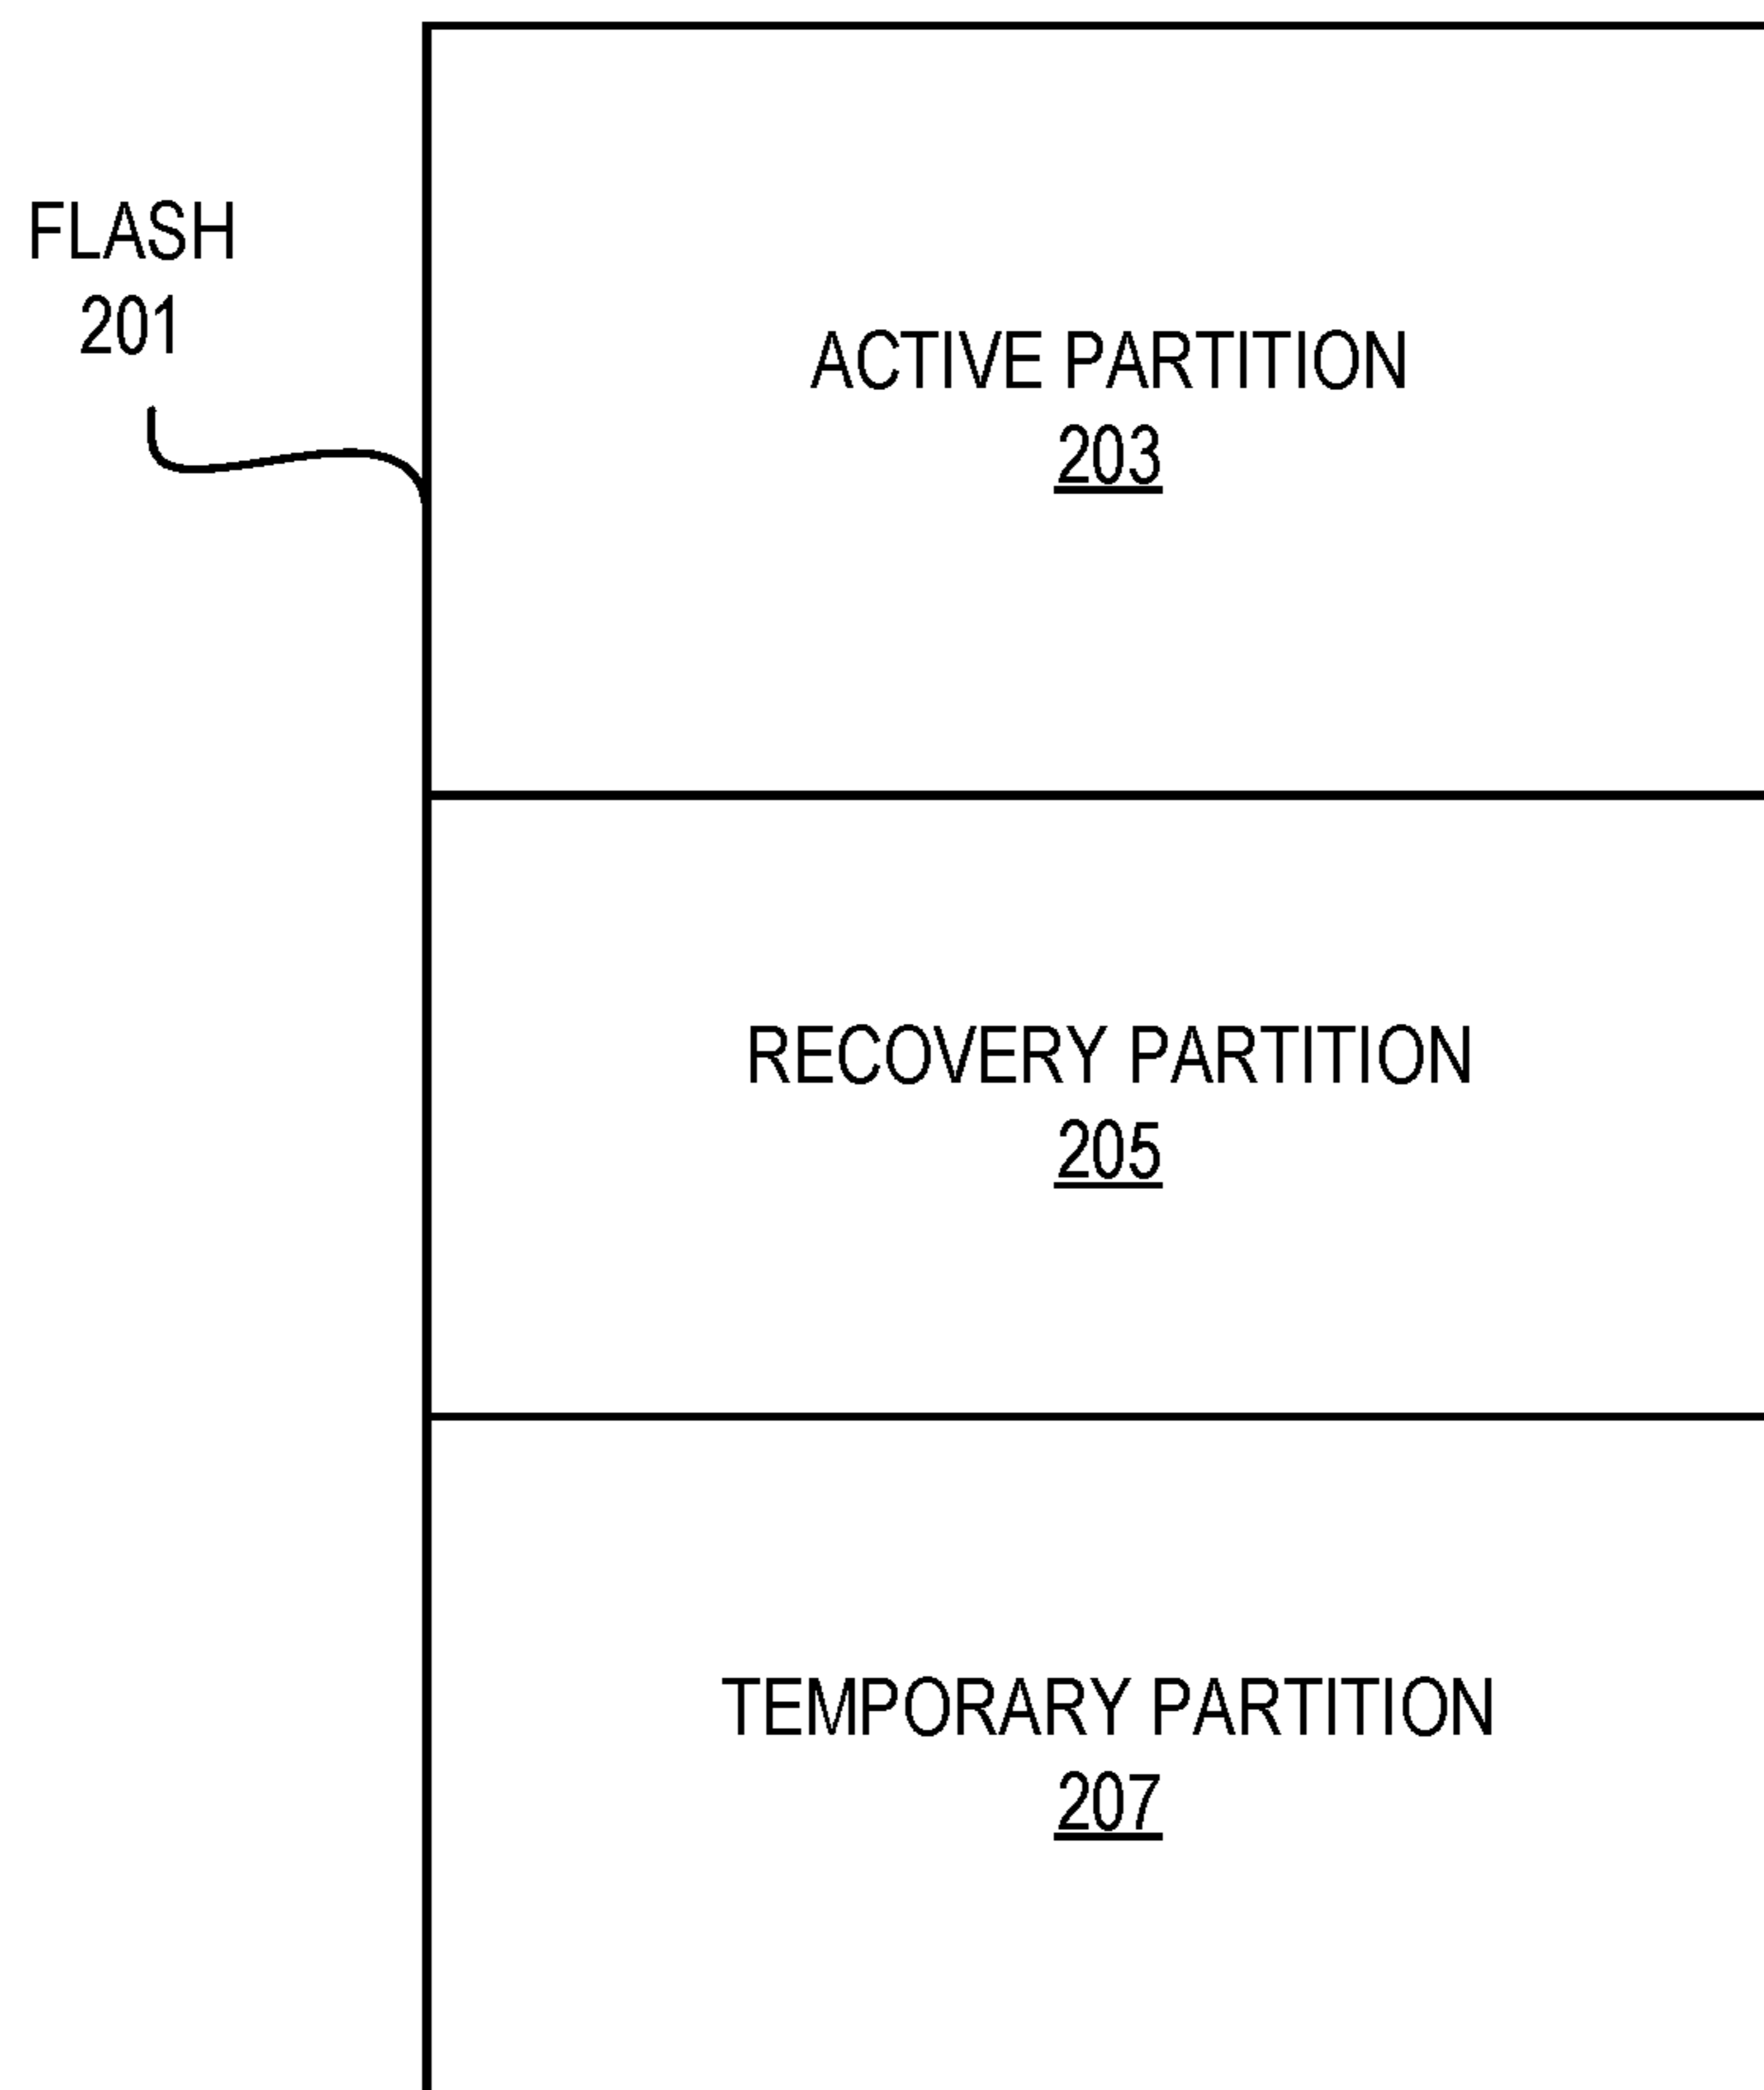 FLASH
201
ACTIVE PARTITION
203
RECOVERY PARTITION
205
TEMPORARY PARTITION
207